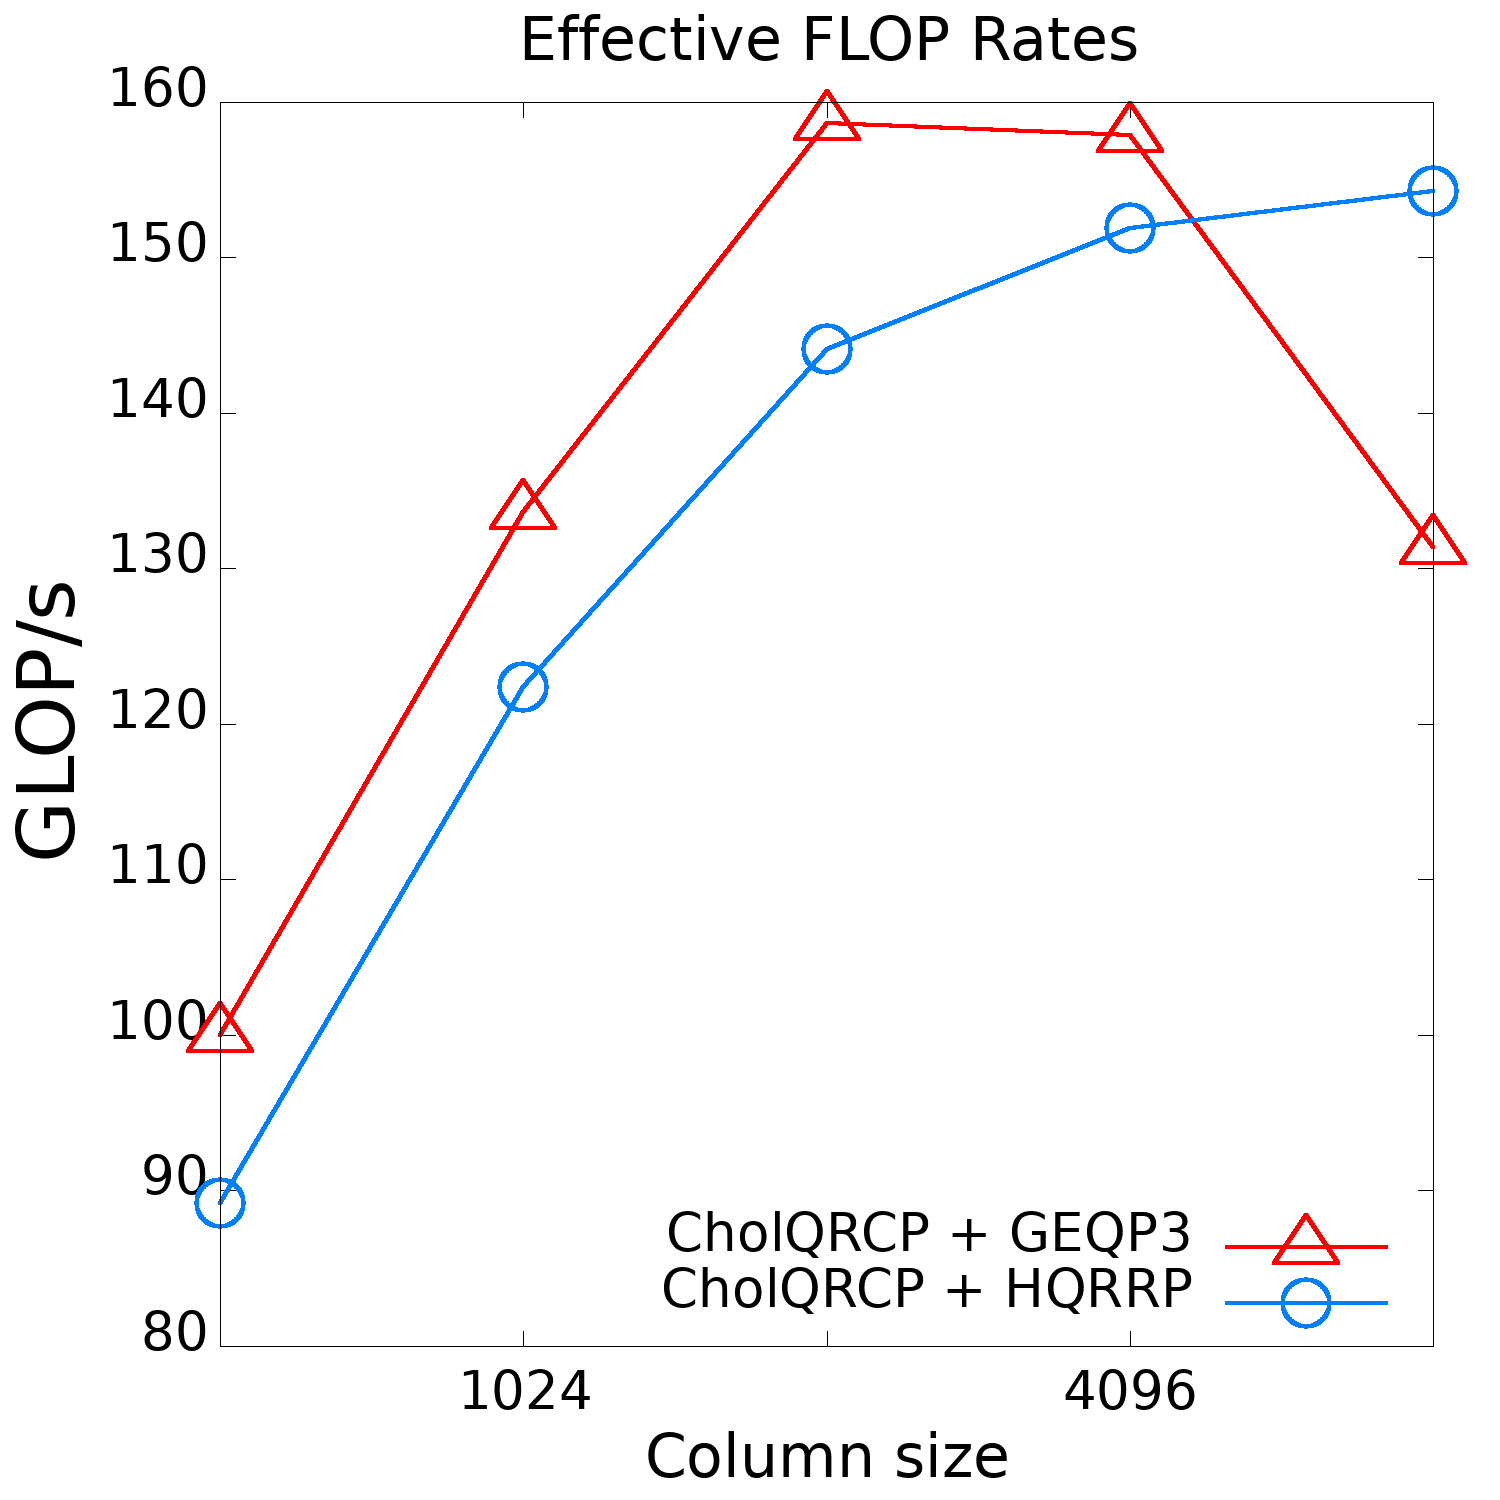 Effective FLOP Rates
160
150
140
130
120
110
100
90
80
GLOP/s
CholQRCP + GEQP3
CholQRCP + HQRRP
1024
4096
Column size